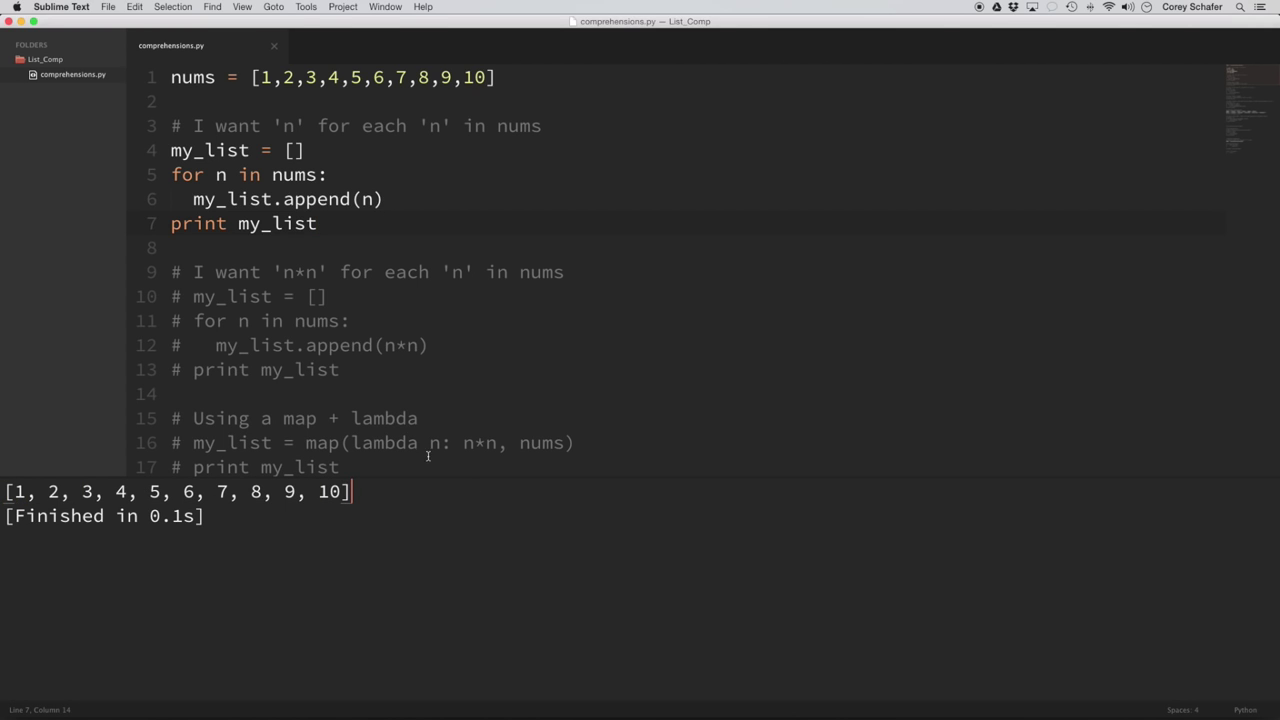 Sublime Text File Edit Selection Find View Goto Tools Project Window Help Corey Schafer
comprehensions.py — List_Comp
FOLDERS
List_Comp
comprehensions.py
comprehensions.py
1 nums = [1,2,3,4,5,6,7,8,9,10]
2
3 # I want 'n' for each 'n' in nums
4 my_list = []
5 for n in nums:
6   my_list.append(n)
7 print my_list
8
9 # I want 'n*n' for each 'n' in nums
10 # my_list = []
11 # for n in nums:
12 #   my_list.append(n*n)
13 # print my_list
14
15 # Using a map + lambda
16 # my_list = map(lambda n: n*n, nums)
17 # print my_list
[1, 2, 3, 4, 5, 6, 7, 8, 9, 10]
[Finished in 0.1s]
Line 7, Column 14 Spaces: 4 Python